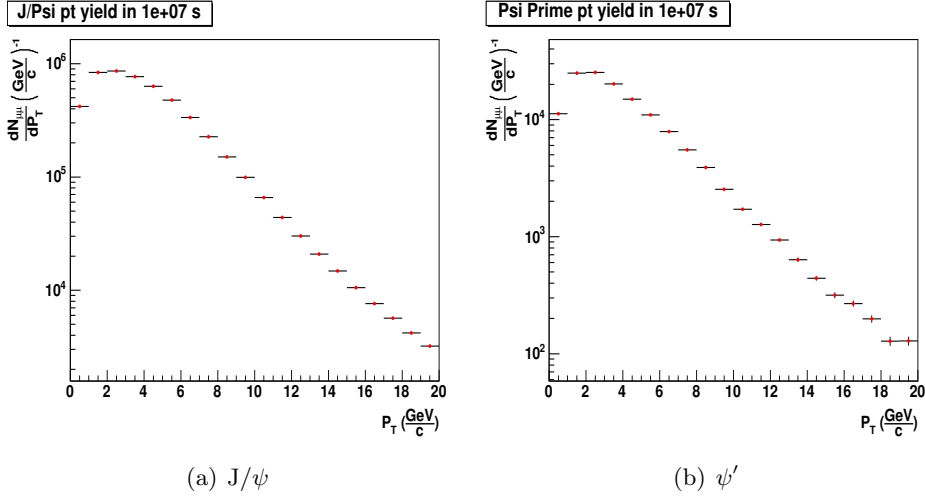 J/Psi pt yield in 1e+07 s
dN_μμ/dP_T (GeV/c)^-1
10^6
10^5
10^4
0 2 4 6 8 10 12 14 16 18 20
P_T (GeV/c)
(a) J/ψ
Psi Prime pt yield in 1e+07 s
dN_μμ/dP_T (GeV/c)^-1
10^4
10^3
10^2
0 2 4 6 8 10 12 14 16 18 20
P_T (GeV/c)
(b) ψ′